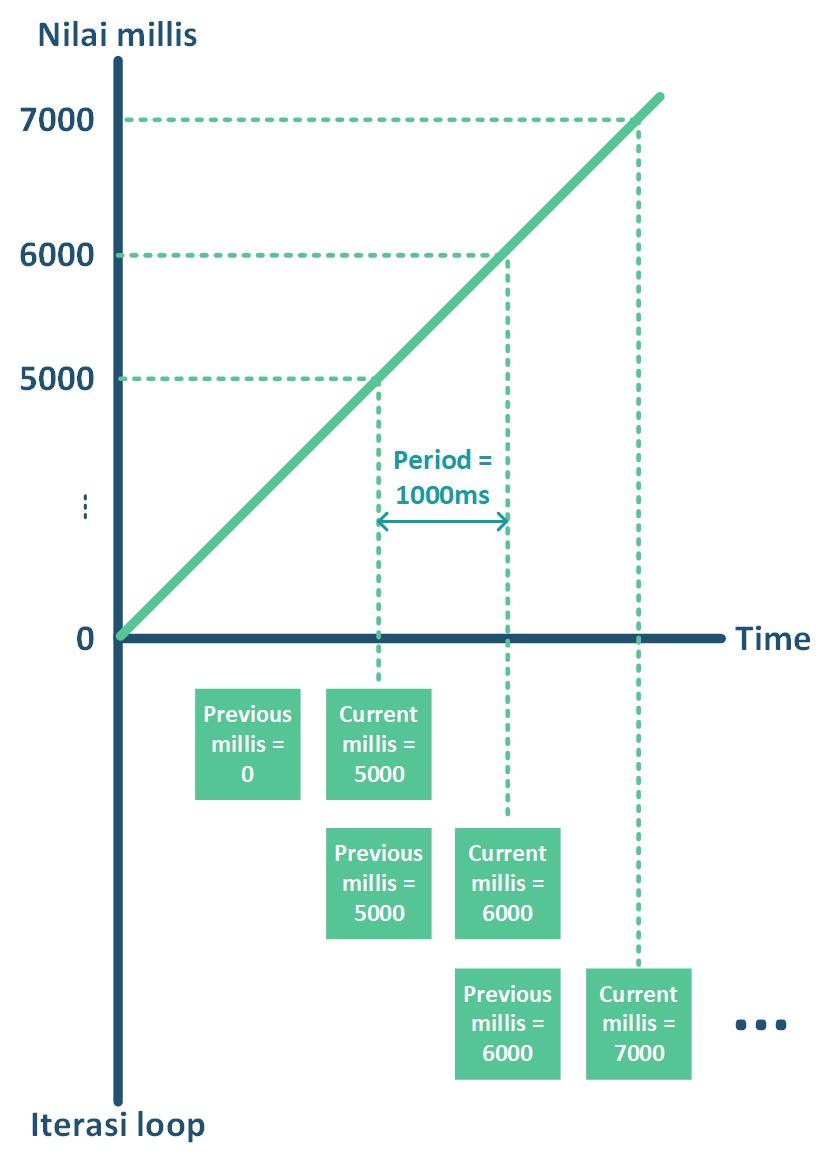 Nilai millis
7000
6000
5000
Period =
1000ms
0
Time
Previous
millis =
0
Current
millis =
5000
Previous
millis =
5000
Current
millis =
6000
Previous
millis =
6000
Current
millis =
7000
...
Iterasi loop